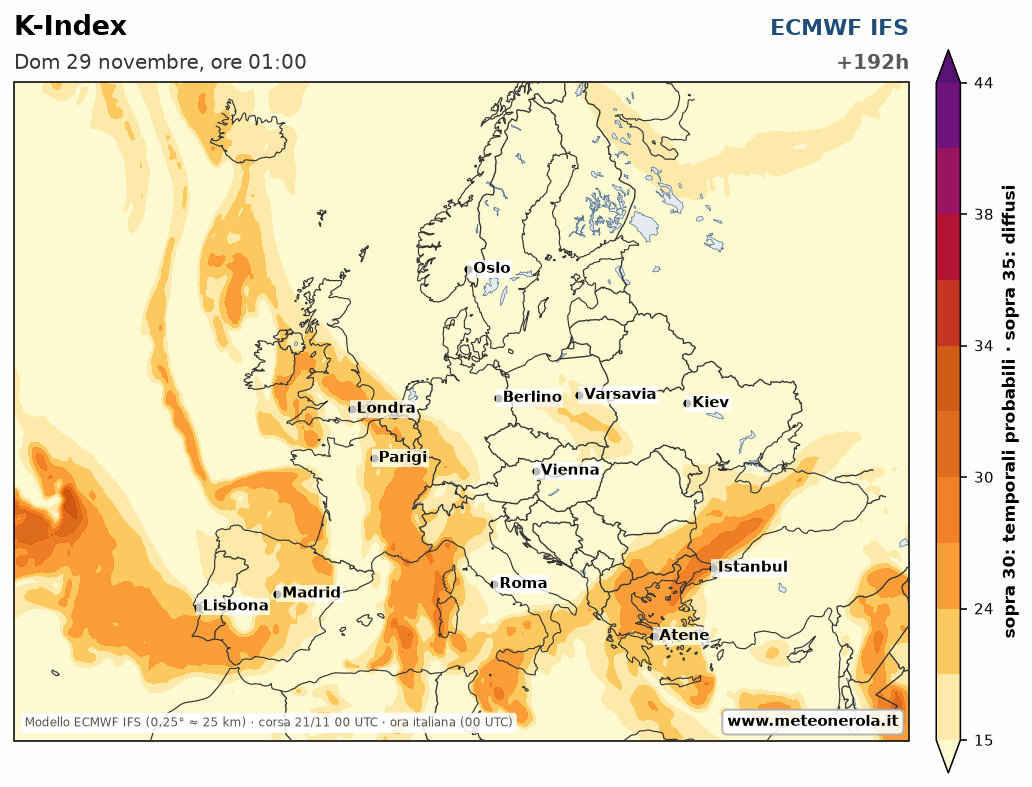 K-Index
ECMWF IFS
Dom 29 novembre, ore 01:00
+192h
44
38
34
30
24
15
sopra 30: temporali probabili · sopra 35: diffusi
Oslo
Londra
Berlino
Varsavia
Kiev
Parigi
Vienna
Istanbul
Roma
Madrid
Lisbona
Atene
Modello ECMWF IFS (0,25° ≈ 25 km) · corsa 21/11 00 UTC · ora italiana (00 UTC)
www.meteonerola.it